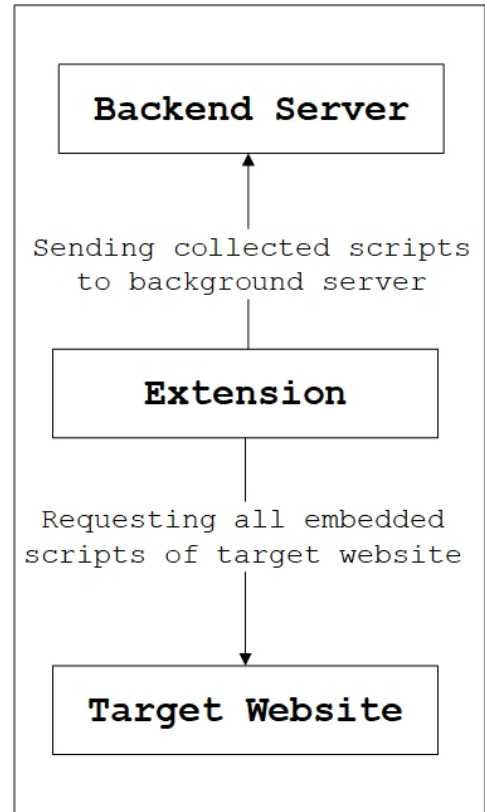 Backend Server
Sending collected scripts
to background server
Extension
Requesting all embedded
scripts of target website
Target Website